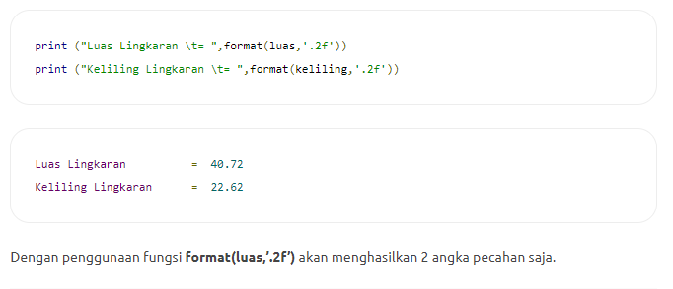 print ("Luas Lingkaran \t= ",format(luas,'.2f'))
print ("Keliling Lingkaran \t= ",format(keliling,'.2f'))
Luas Lingkaran = 40.72
Keliling Lingkaran = 22.62
Dengan penggunaan fungsi format(luas,'.2f') akan menghasilkan 2 angka pecahan saja.